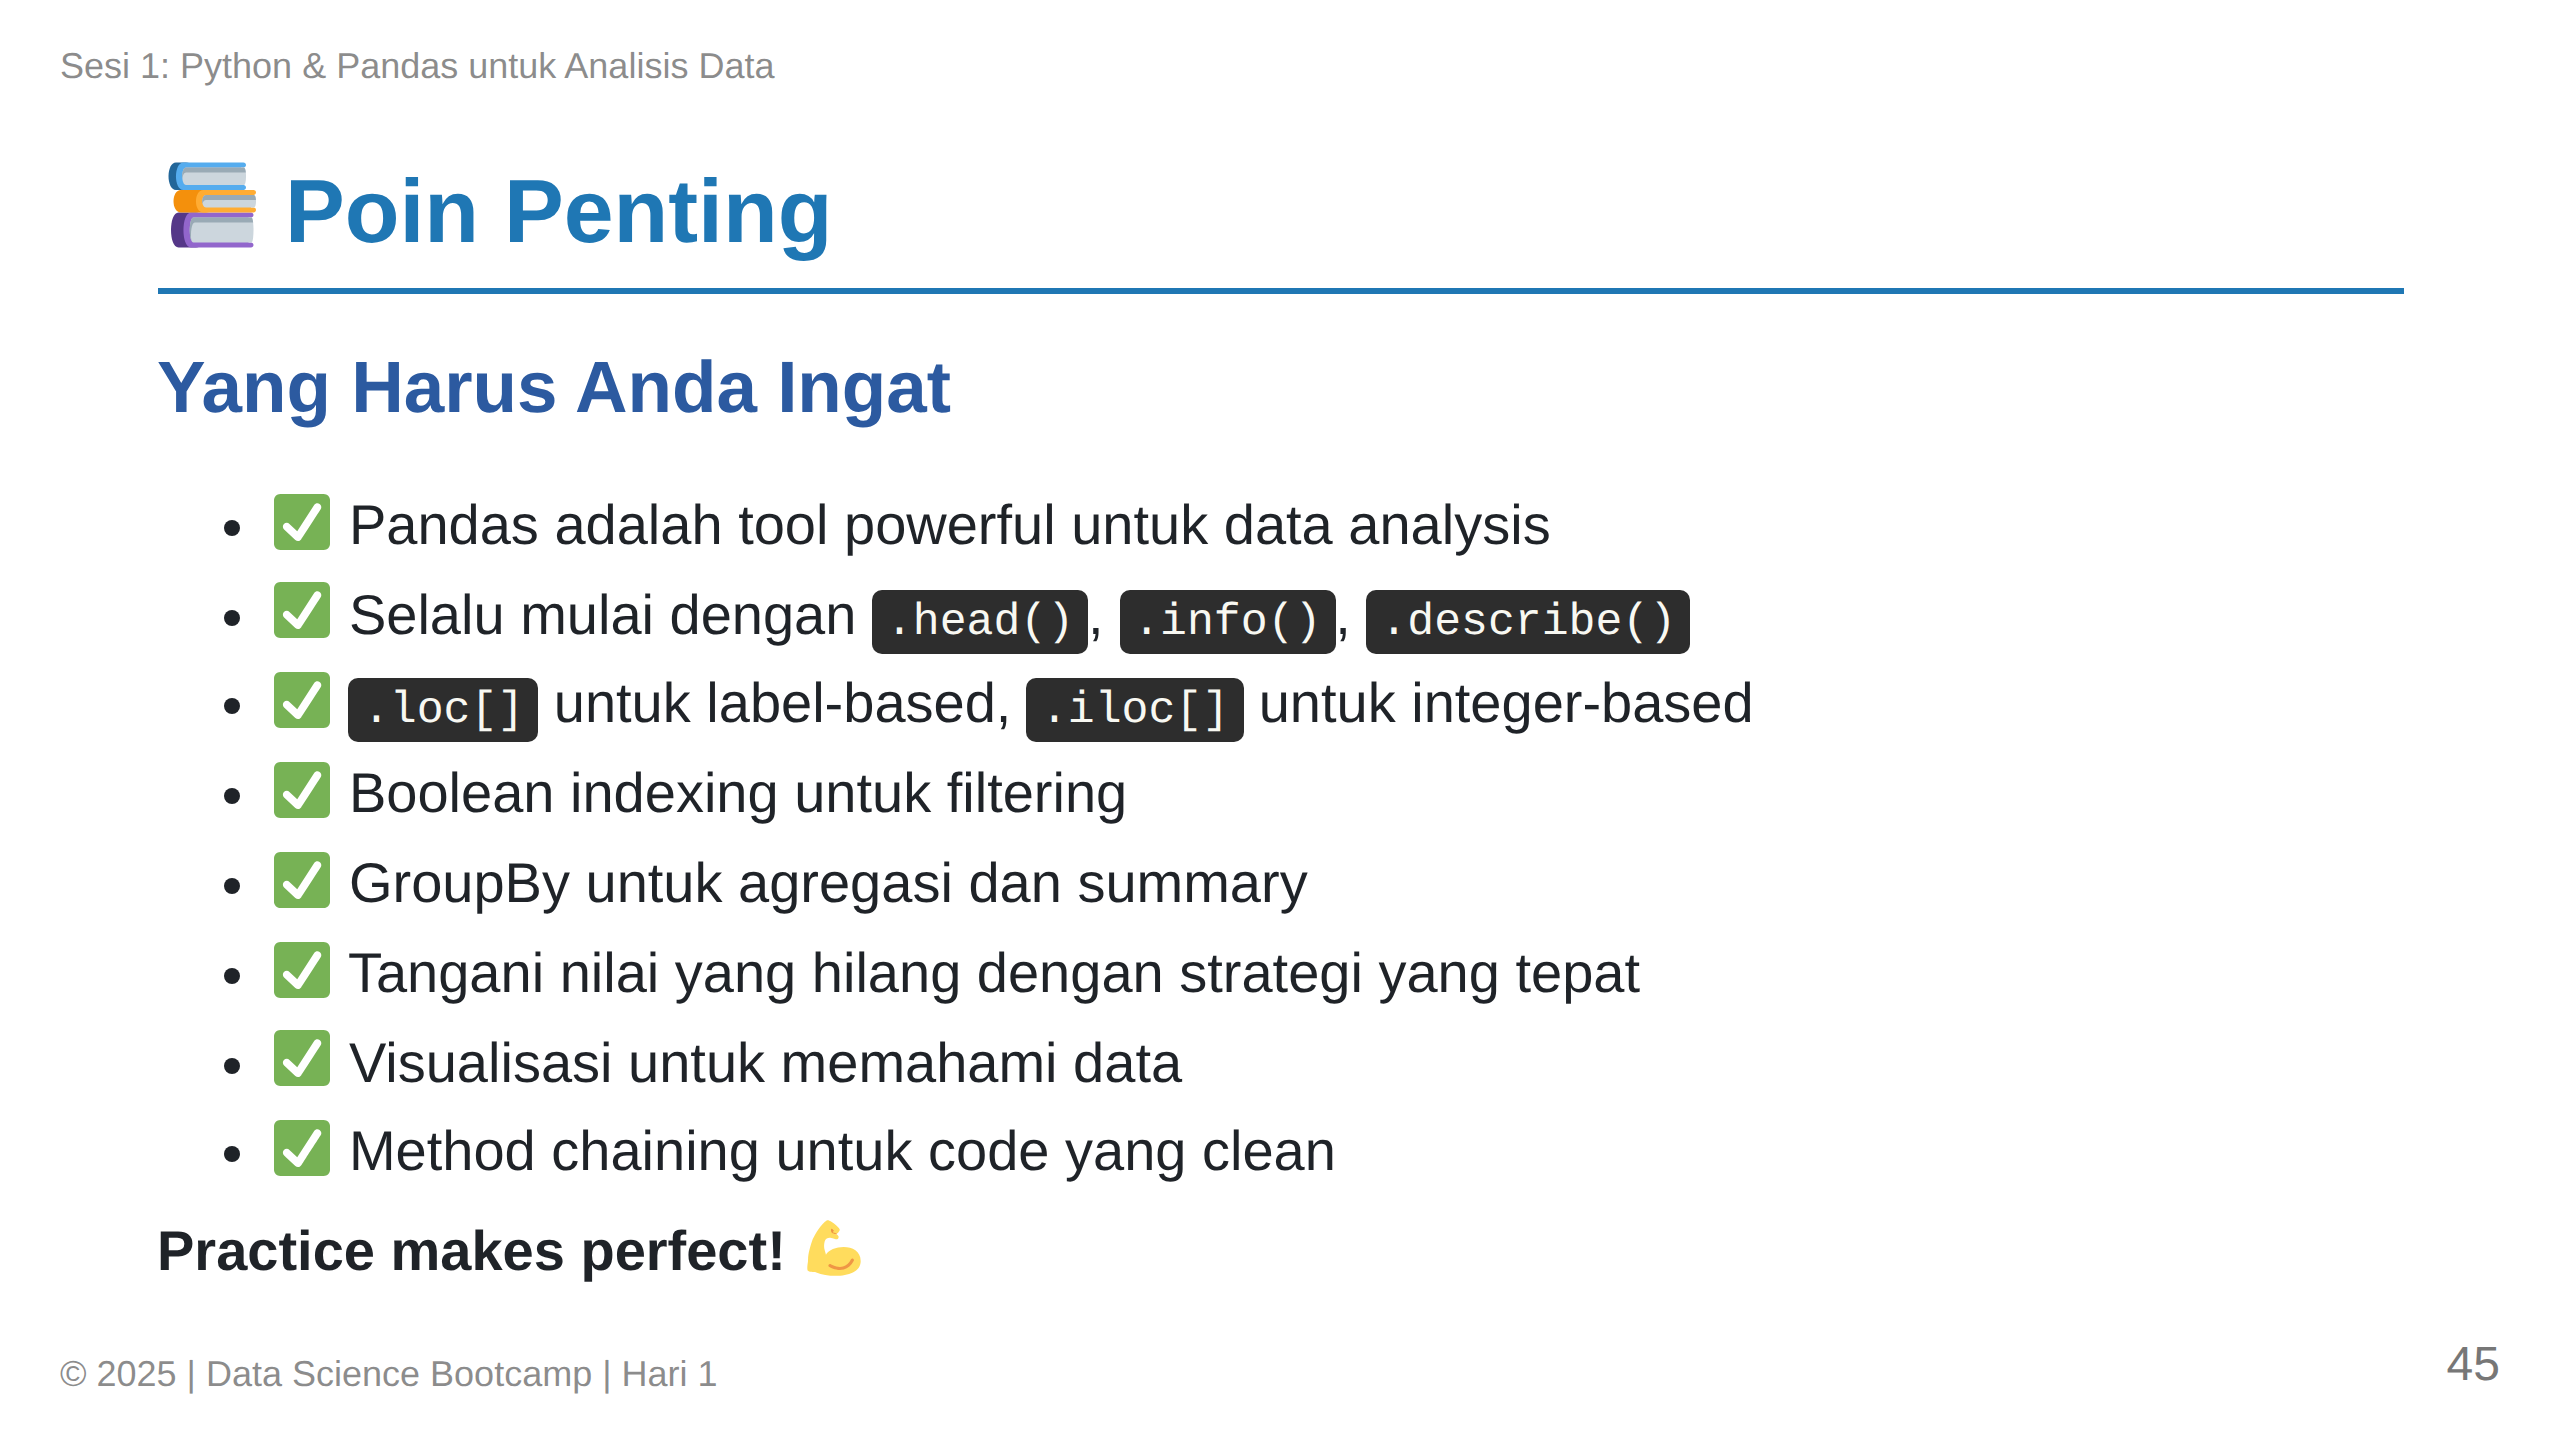 Sesi 1: Python & Pandas untuk Analisis Data
📚 Poin Penting
Yang Harus Anda Ingat
• ✅ Pandas adalah tool powerful untuk data analysis
• ✅ Selalu mulai dengan .head(), .info(), .describe()
• ✅ .loc[] untuk label-based, .iloc[] untuk integer-based
• ✅ Boolean indexing untuk filtering
• ✅ GroupBy untuk agregasi dan summary
• ✅ Tangani nilai yang hilang dengan strategi yang tepat
• ✅ Visualisasi untuk memahami data
• ✅ Method chaining untuk code yang clean
Practice makes perfect! 💪
© 2025 | Data Science Bootcamp | Hari 1
45